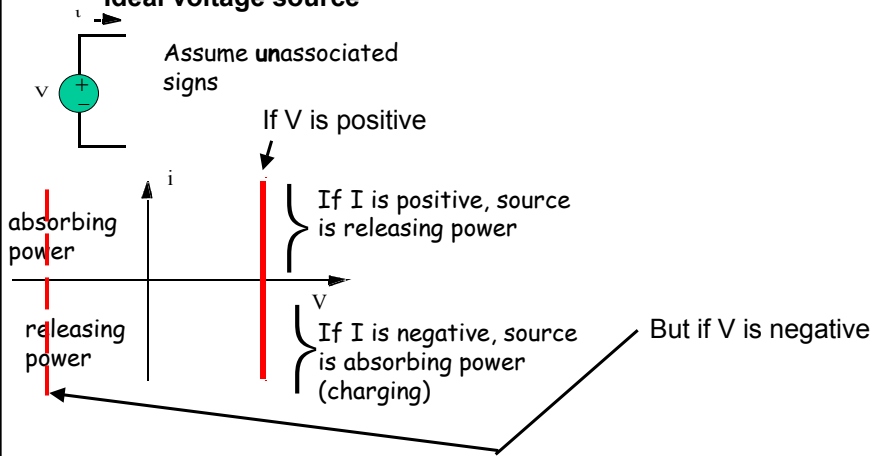 Ideal voltage source
i
Assume unassociated
signs
V
+
–
If V is positive
i
If I is positive, source
is releasing power
absorbing
power
V
releasing
power
If I is negative, source
is absorbing power
(charging)
But if V is negative